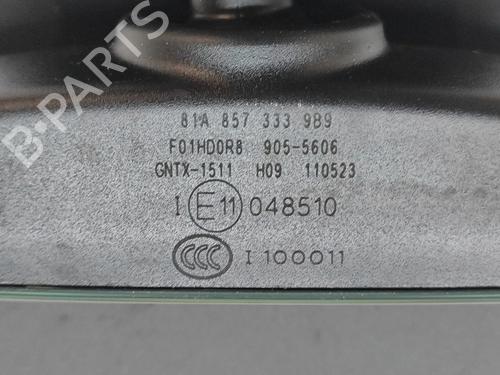 81A 857 333 9B9
F01HD0R8 905-5606
GNTX-1511 H09 110523
I E11 048510
CCC I 100011
B-PARTS